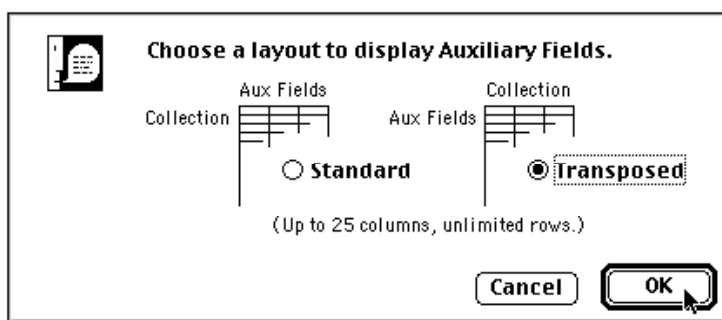 Choose a layout to display Auxiliary Fields.
Aux Fields
Collection
Collection
Aux Fields
Standard
Transposed
(Up to 25 columns, unlimited rows.)
Cancel
OK